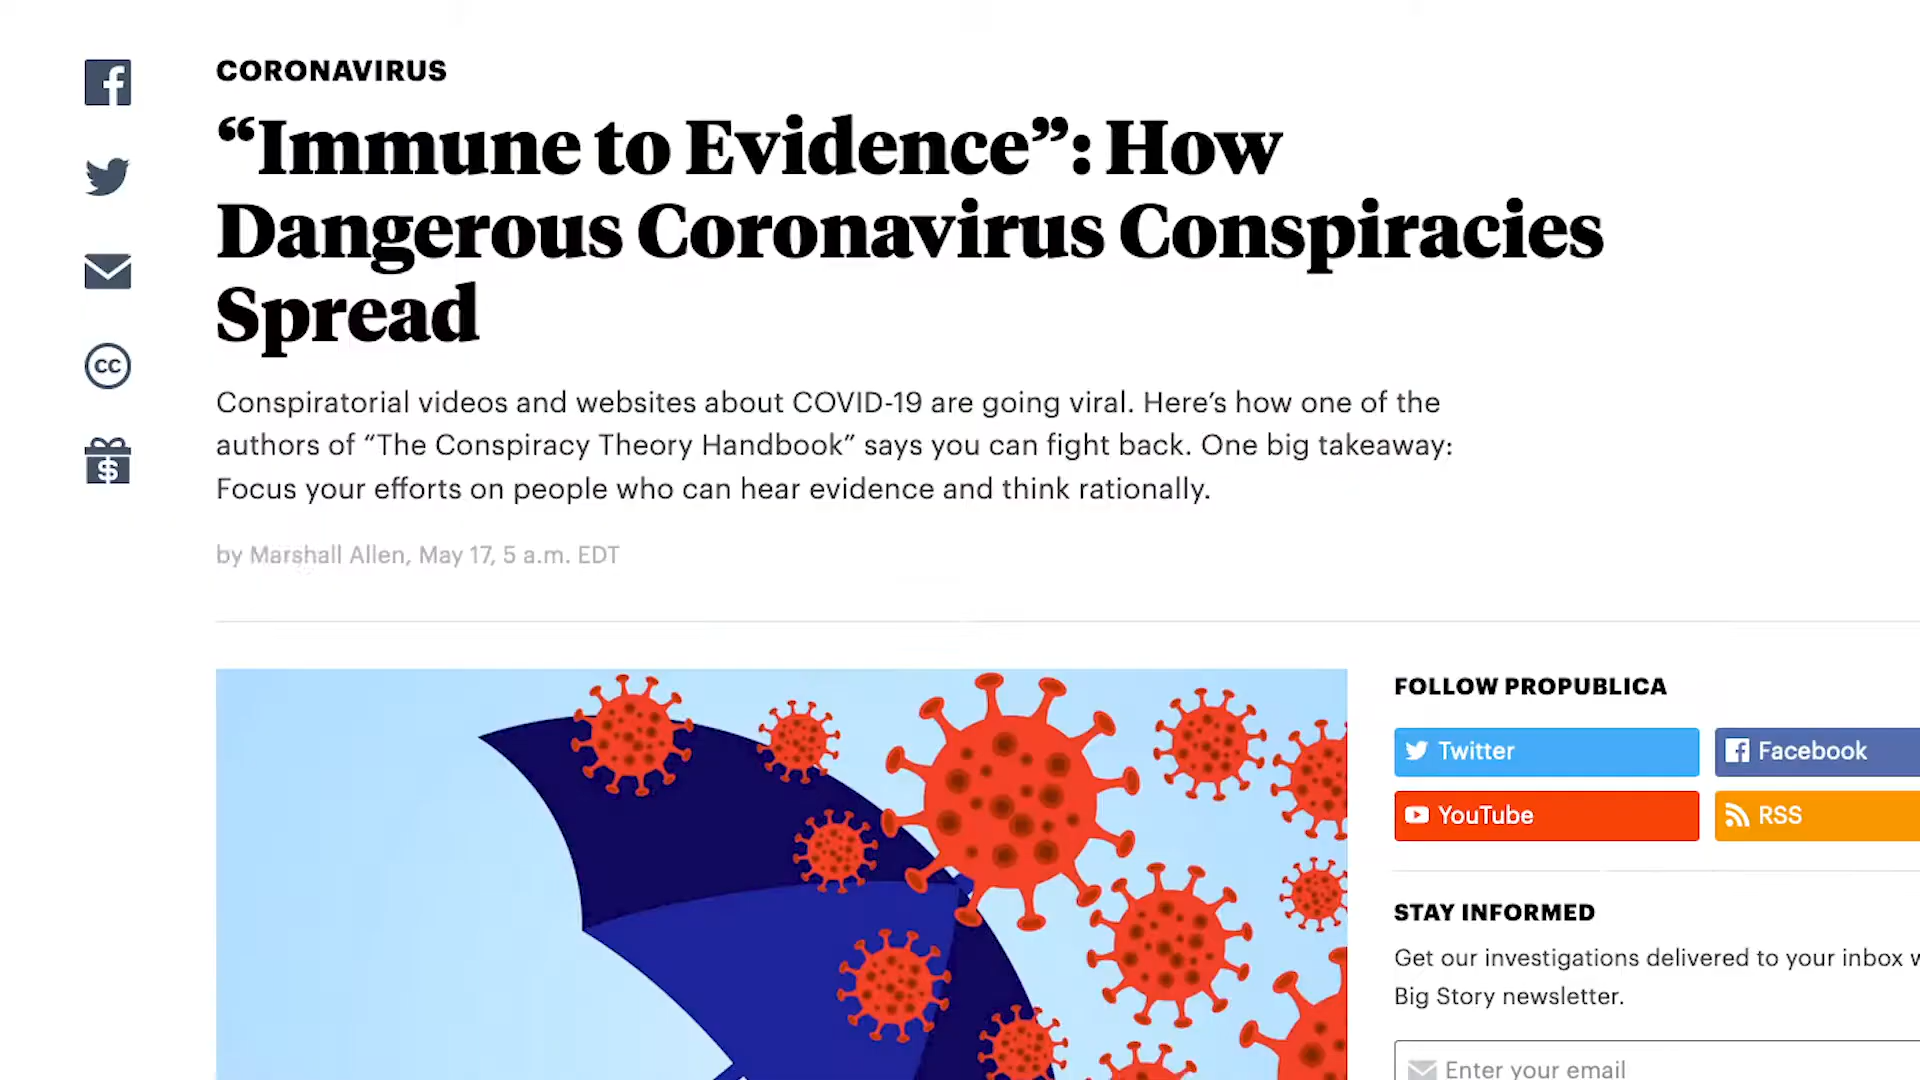 CORONAVIRUS
“Immune to Evidence”: How
Dangerous Coronavirus Conspiracies
Spread
Conspiratorial videos and websites about COVID-19 are going viral. Here’s how one of the
authors of “The Conspiracy Theory Handbook” says you can fight back. One big takeaway:
Focus your efforts on people who can hear evidence and think rationally.
by Marshall Allen, May 17, 5 a.m. EDT
CC
$
FOLLOW PROPUBLICA
Twitter
Facebook
YouTube
RSS
STAY INFORMED
Get our investigations delivered to your inbox w
Big Story newsletter.
Enter your email